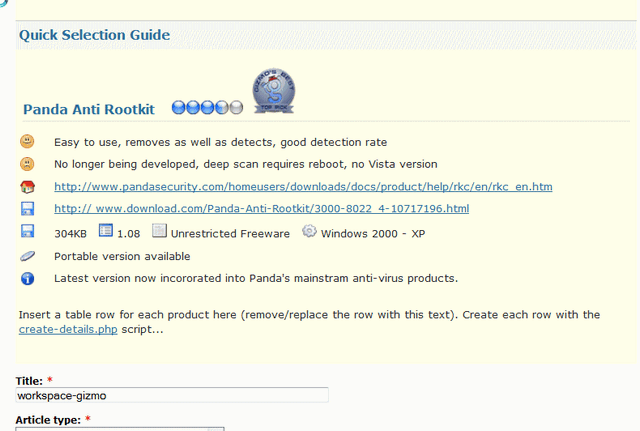 Quick Selection Guide
GIZMO'S BEST
TOP PICK
Panda Anti Rootkit
Easy to use, removes as well as detects, good detection rate
No longer being developed, deep scan requires reboot, no Vista version
http://www.pandasecurity.com/homeusers/downloads/docs/product/help/rkc/en/rkc_en.htm
http:// www.download.com/Panda-Anti-Rootkit/3000-8022_4-10717196.html
304KB 1.08 Unrestricted Freeware Windows 2000 - XP
Portable version available
Latest version now incororated into Panda's mainstram anti-virus products.
Insert a table row for each product here (remove/replace the row with this text). Create each row with the
create-details.php script...
Title: *
workspace-gizmo
Article type: *